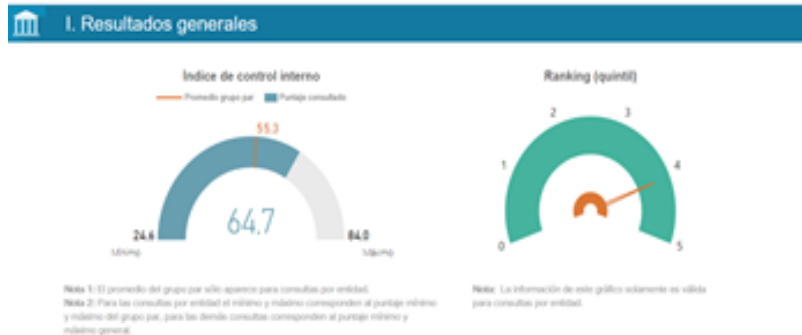 I. Resultados generales
Índice de control interno
Promedio grupo par Puntaje consultado
55.3
64.7
24.6
Mínimo
84.0
Máximo
Nota 1: El promedio del grupo par sólo aparece para consultas por entidad.
Nota 2: Para las consultas por entidad el mínimo y máximo corresponden al puntaje mínimo
y máximo del grupo par, para las demás consultas corresponden al puntaje mínimo y
máximo general.
Ranking (quintil)
0
1
2
3
4
5
Nota: La información de este gráfico solamente es válida
para consultas por entidad.